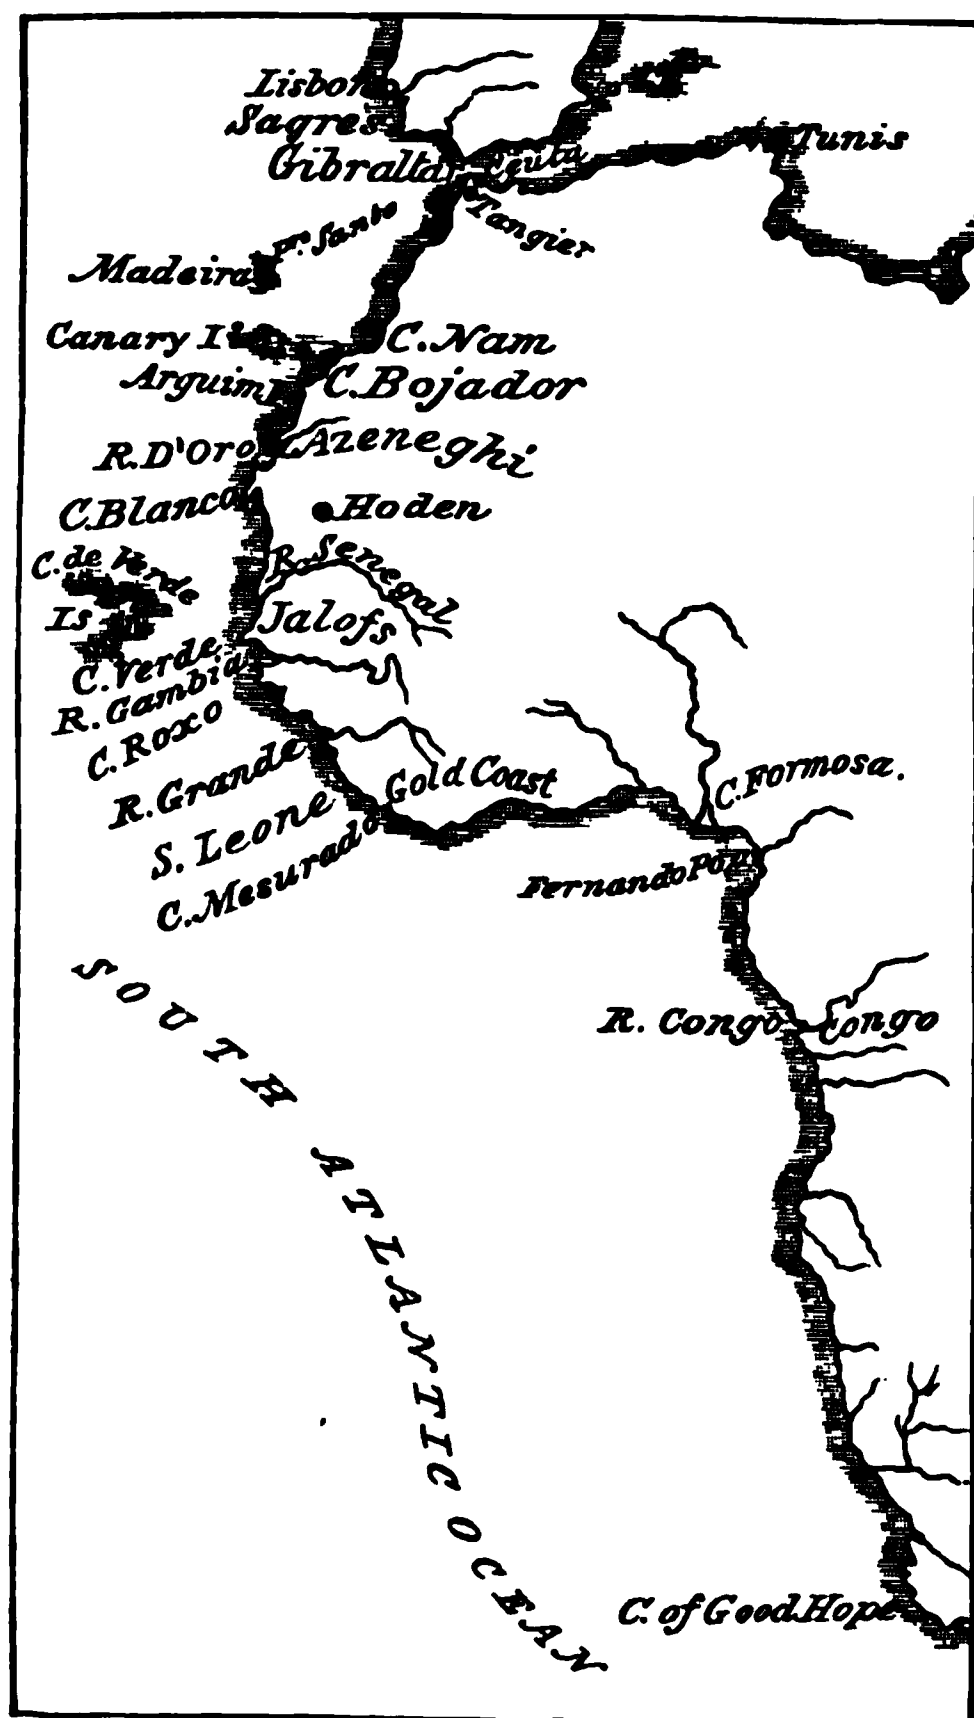 Lisbon
Sagres
Gibralta
Ceuta
Tunis
Tangier
Pr. Santo
Madeira
Canary Is
C. Nam
Arguim
C. Bojador
R. D'Oro
Azeneghi
C. Blanco
Hoden
C. de Verde
Is
R. Senegal
Jalofs
C. Verde
R. Gambia
C. Roxo
R. Grande
Gold Coast
C. Formosa.
S. Leone
C. Mesurado
Fernando Po
R. Congo
Congo
SOUTH ATLANTIC OCEAN
C. of Good Hope